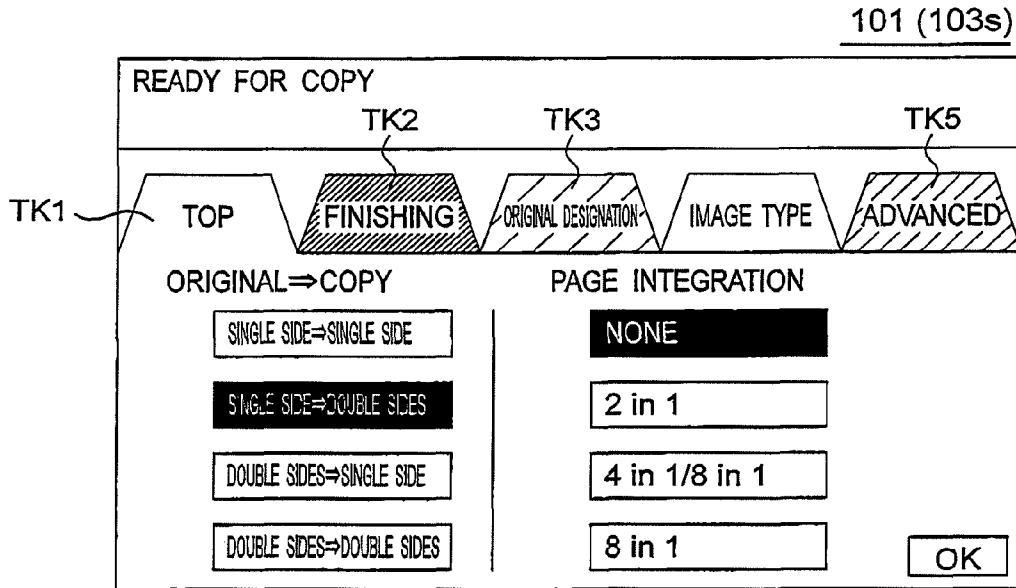 101 (103s)
READY FOR COPY
TK2 TK3 TK5
TK1 TOP FINISHING ORIGINAL DESIGNATION IMAGE TYPE ADVANCED
ORIGINAL⇒COPY PAGE INTEGRATION
SINGLE SIDE⇒SINGLE SIDE NONE
SINGLE SIDE⇒DOUBLE SIDES 2 in 1
DOUBLE SIDES⇒SINGLE SIDE 4 in 1/8 in 1
DOUBLE SIDES⇒DOUBLE SIDES 8 in 1
OK